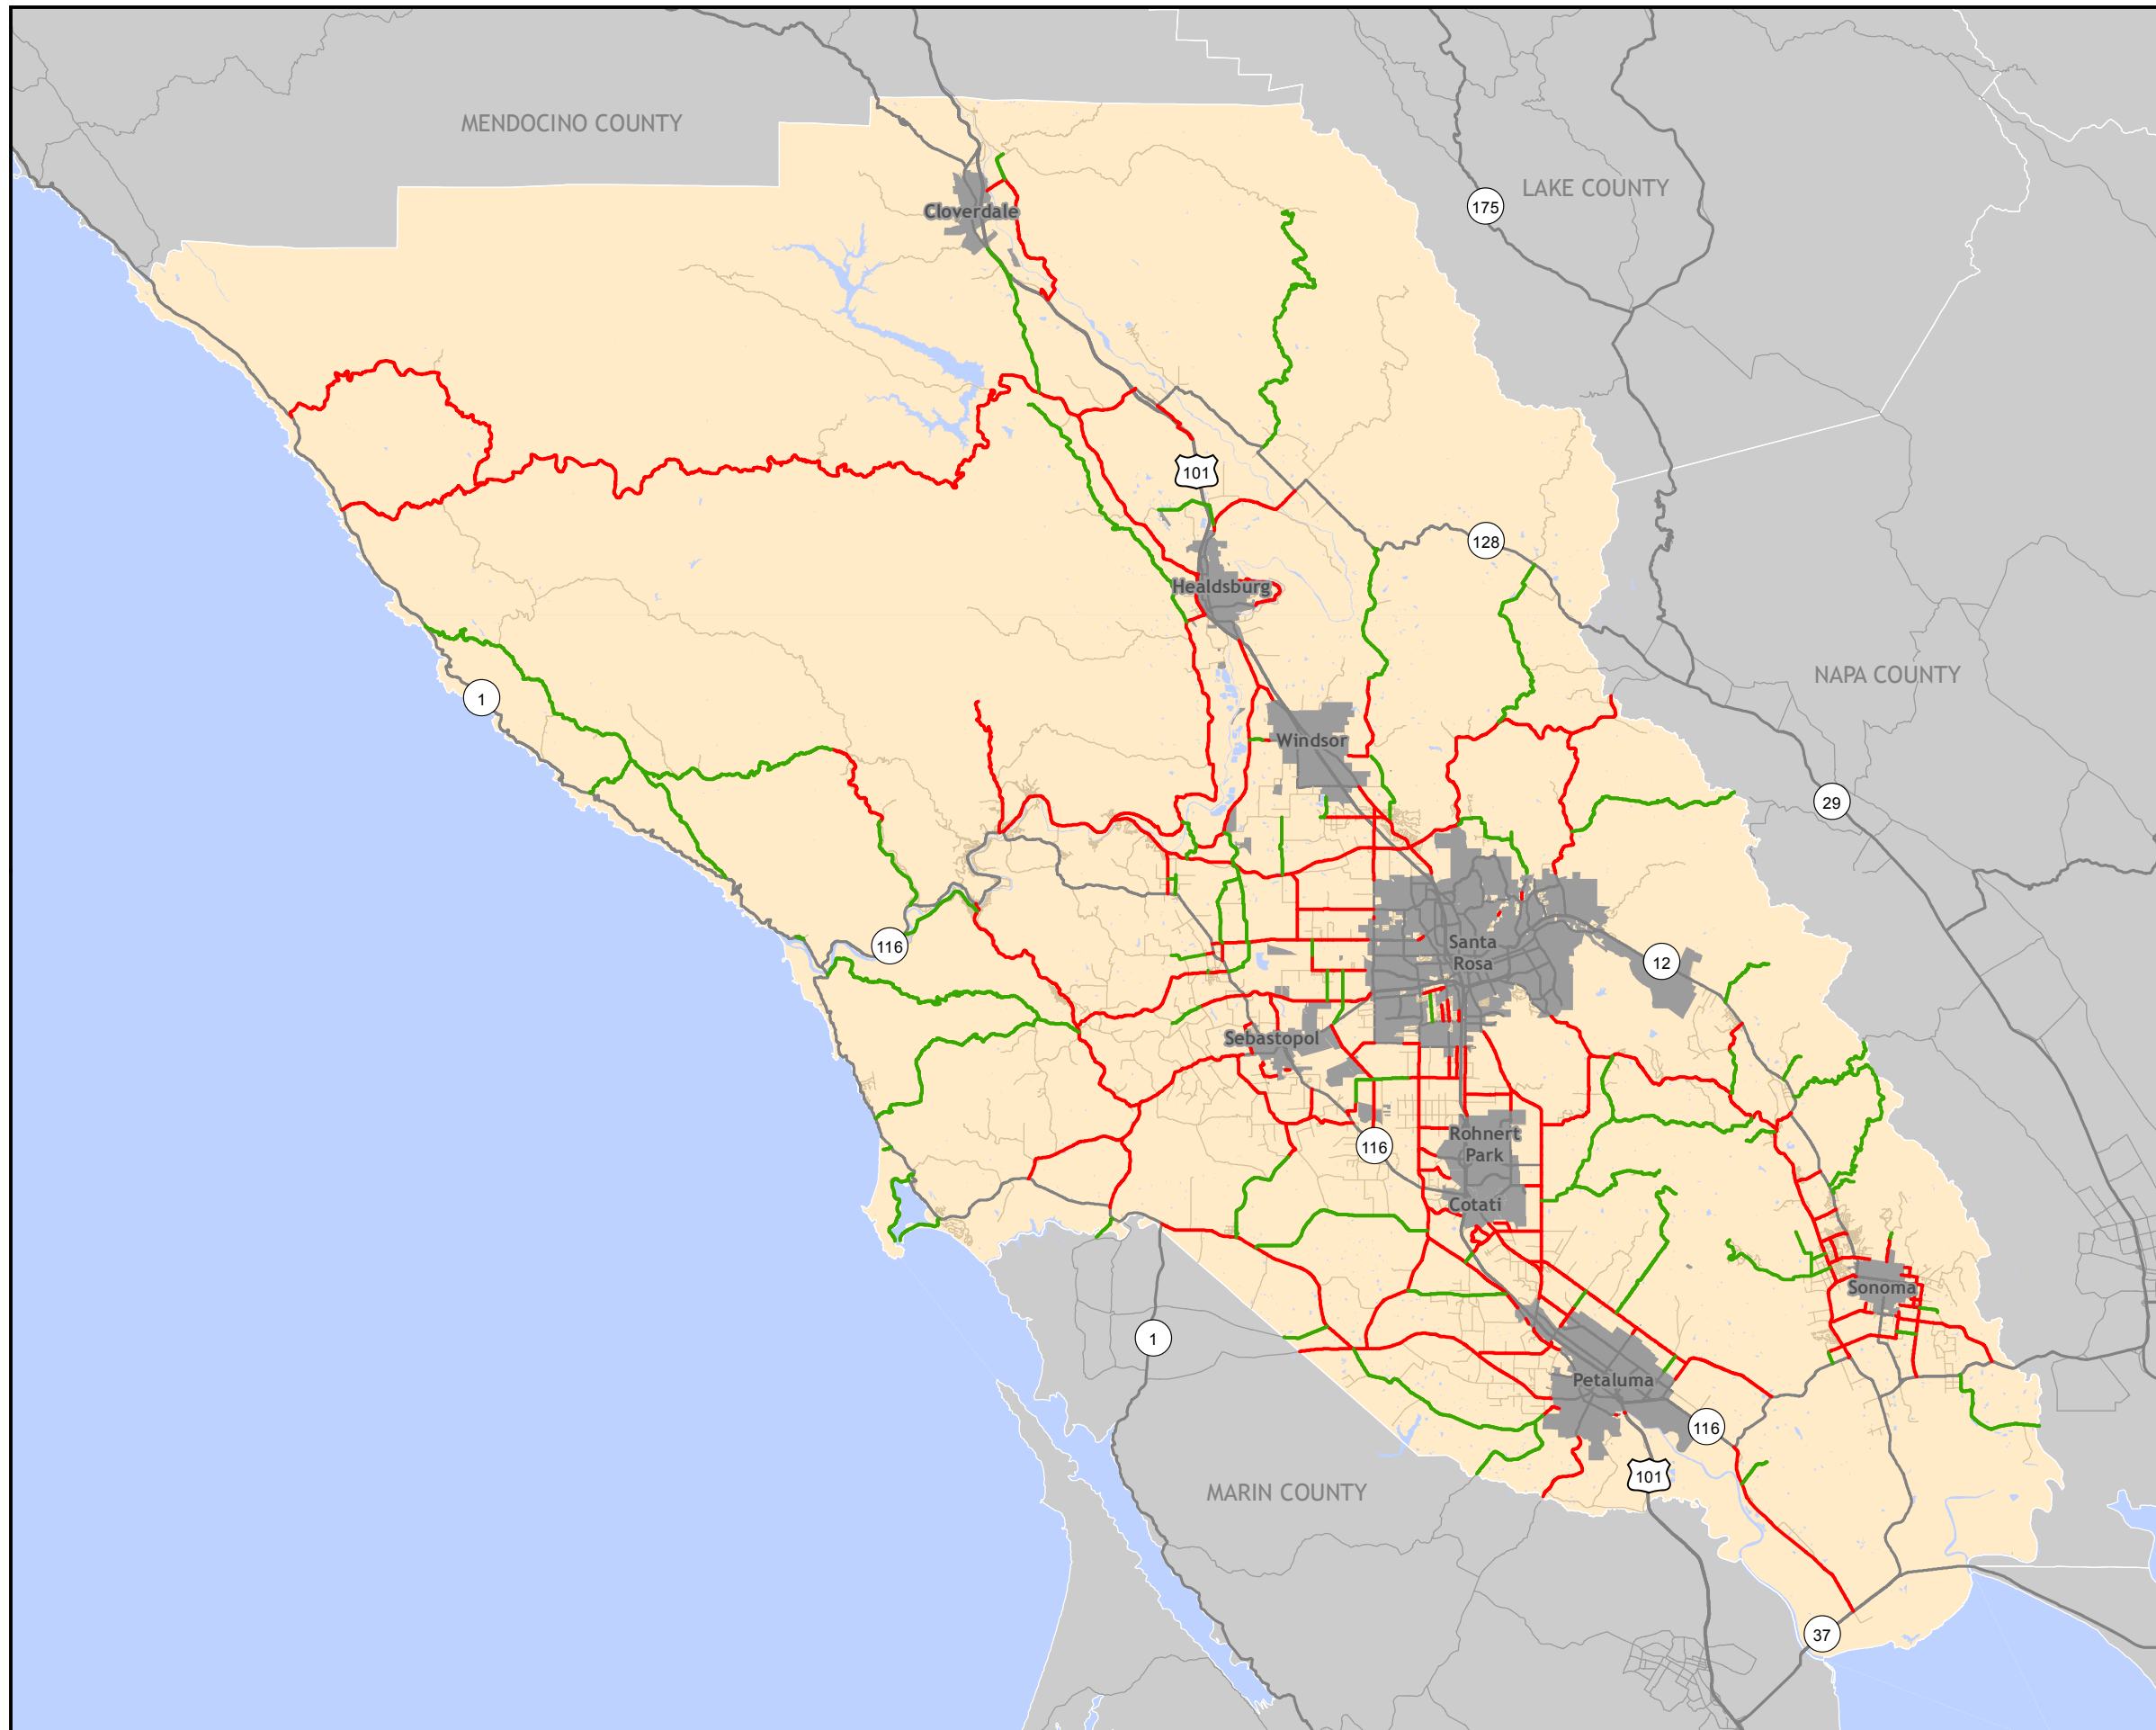 MENDOCINO COUNTY
LAKE COUNTY
175
Cloverdale
101
128
Healdsburg
NAPA COUNTY
1
Windsor
29
116
Santa
Rosa
12
Sebastopol
Rohnert
Park
116
Cotati
Sonoma
1
Petaluma
116
101
MARIN COUNTY
37